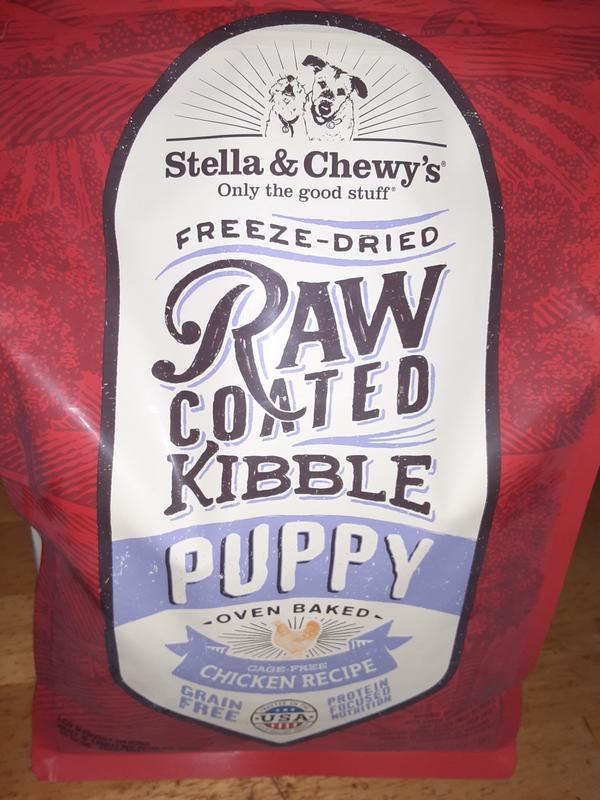 Stella & Chewy's®
Only the good stuff®
FREEZE-DRIED
RAW
COATED
KIBBLE
PUPPY
OVEN BAKED
CAGE-FREE
CHICKEN RECIPE
GRAIN
FREE
USA
PROTEIN
FOCUSED
NUTRITION